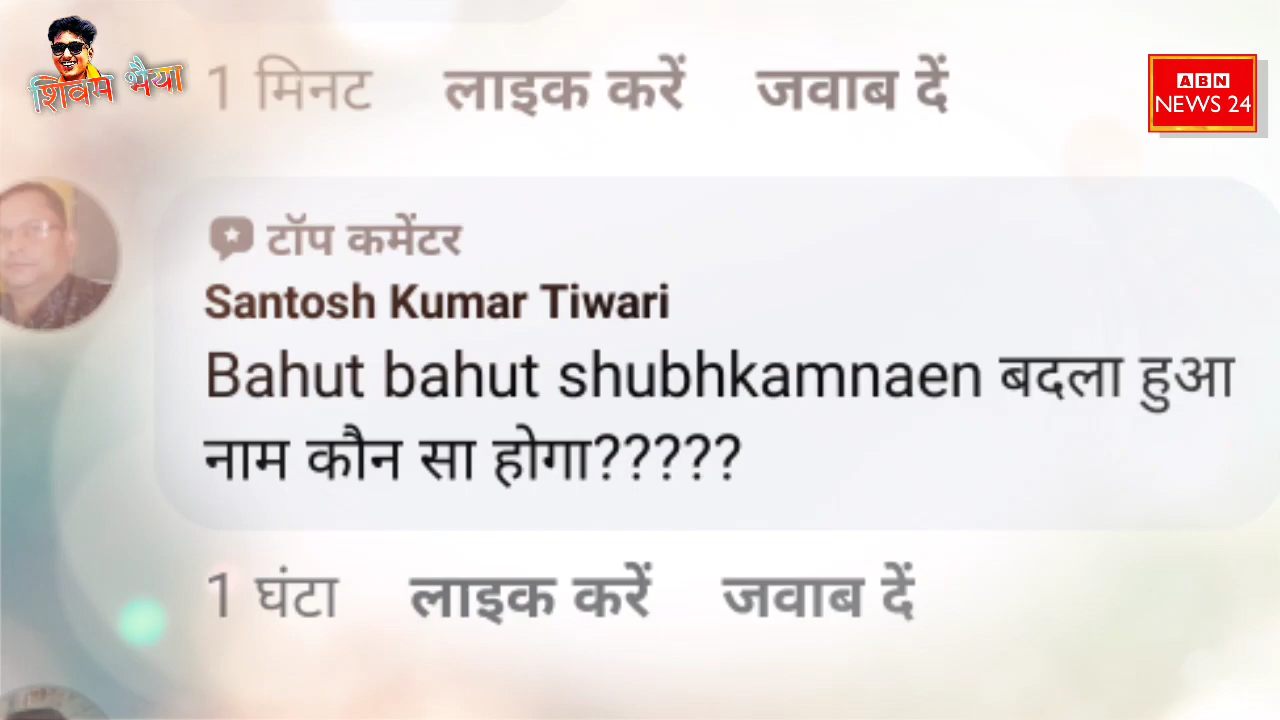 शिवम भैया
1 मिनट लाइक करें जवाब दें
ABN
NEWS 24
टॉप कमेंटर
Santosh Kumar Tiwari
Bahut bahut shubhkamnaen बदला हुआ
नाम कौन सा होगा?????
1 घंटा लाइक करें जवाब दें